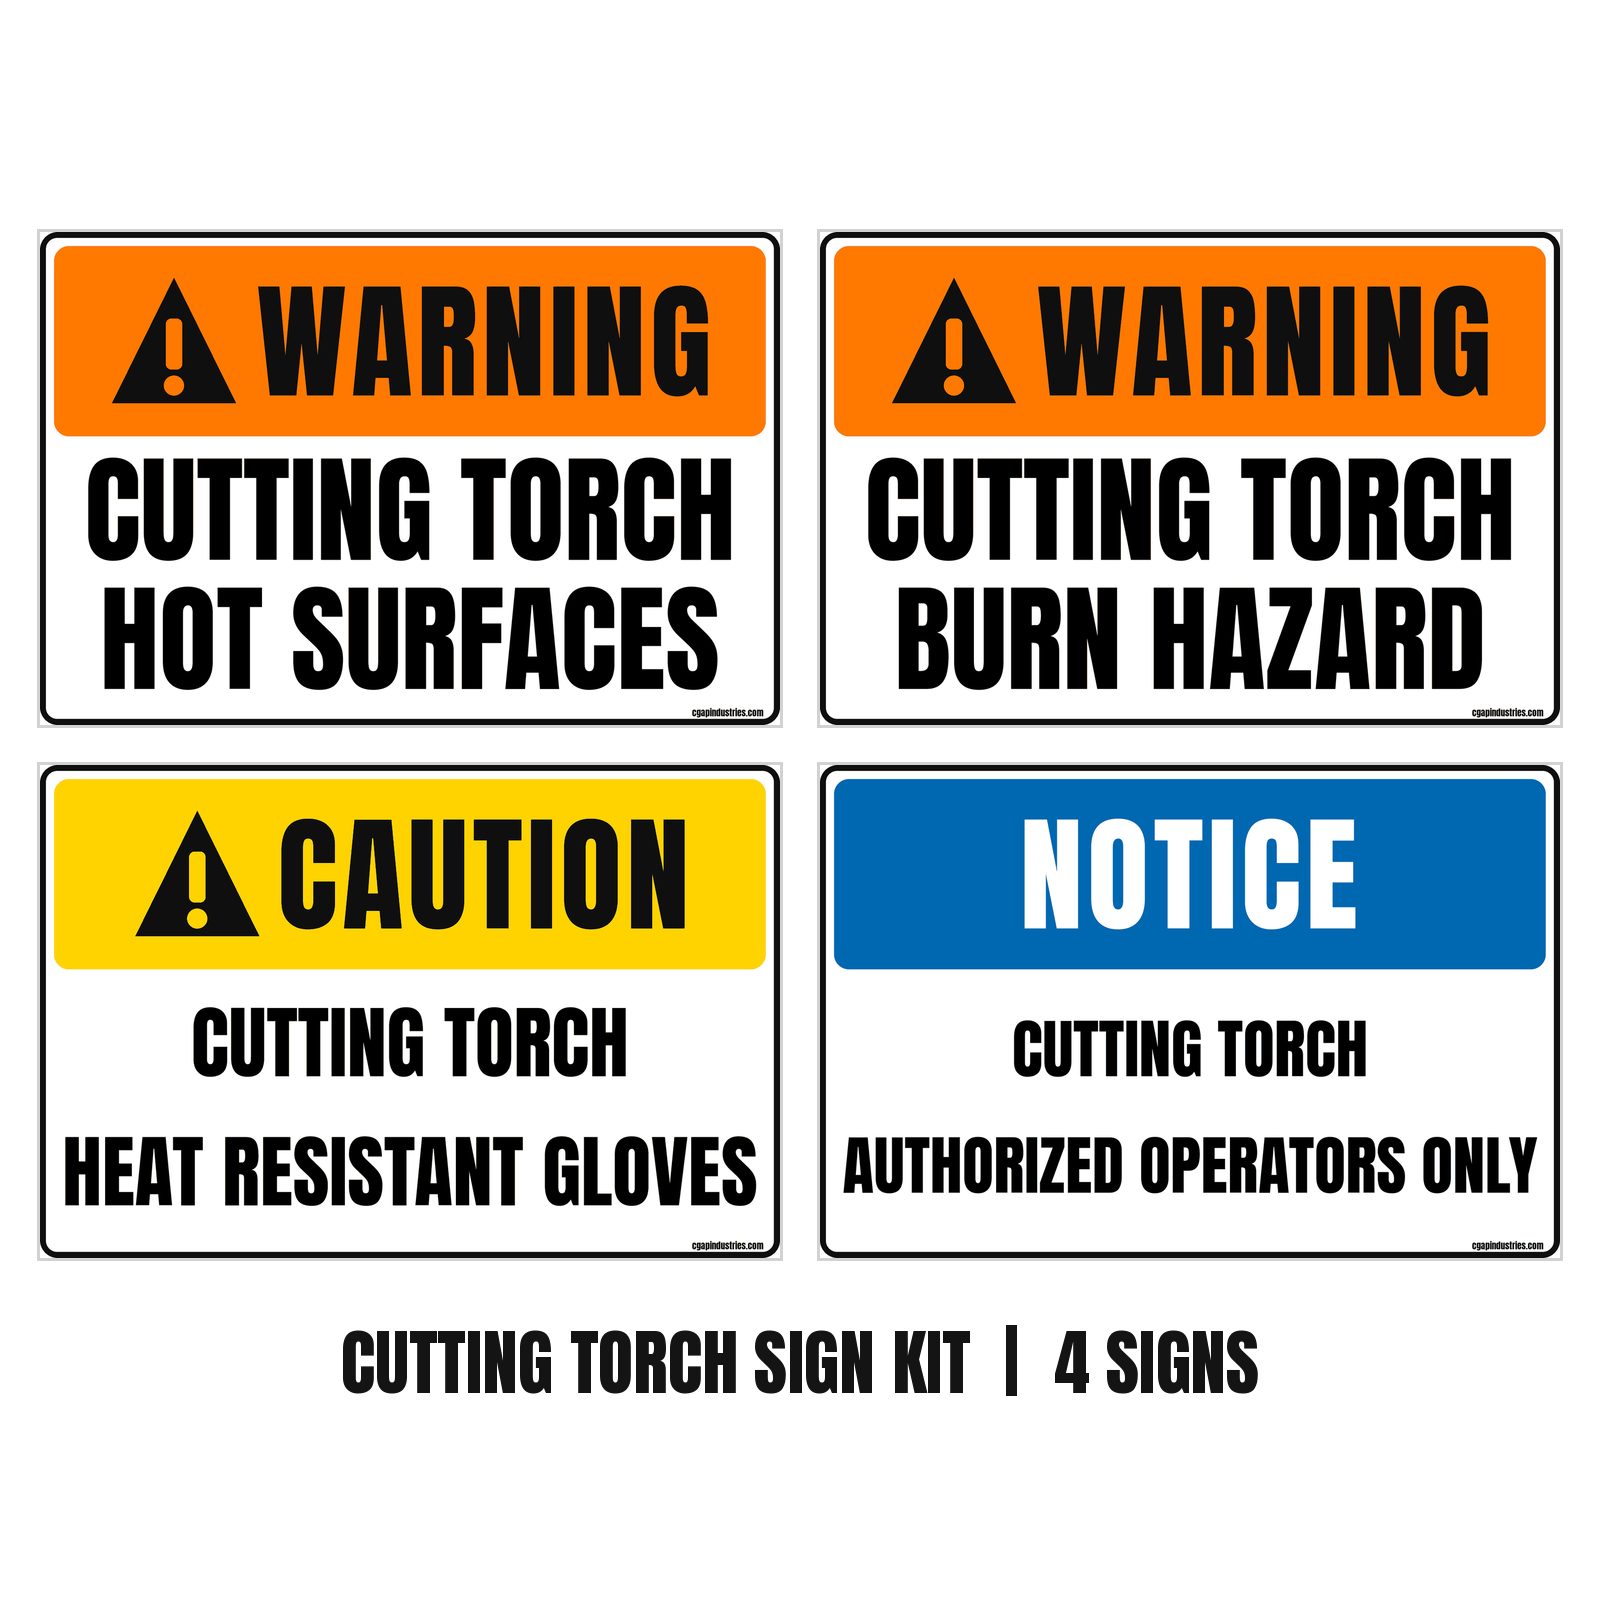 WARNING
CUTTING TORCH
HOT SURFACES
cgapindustries.com
WARNING
CUTTING TORCH
BURN HAZARD
cgapindustries.com
CAUTION
CUTTING TORCH
HEAT RESISTANT GLOVES
cgapindustries.com
NOTICE
CUTTING TORCH
AUTHORIZED OPERATORS ONLY
cgapindustries.com
CUTTING TORCH SIGN KIT | 4 SIGNS